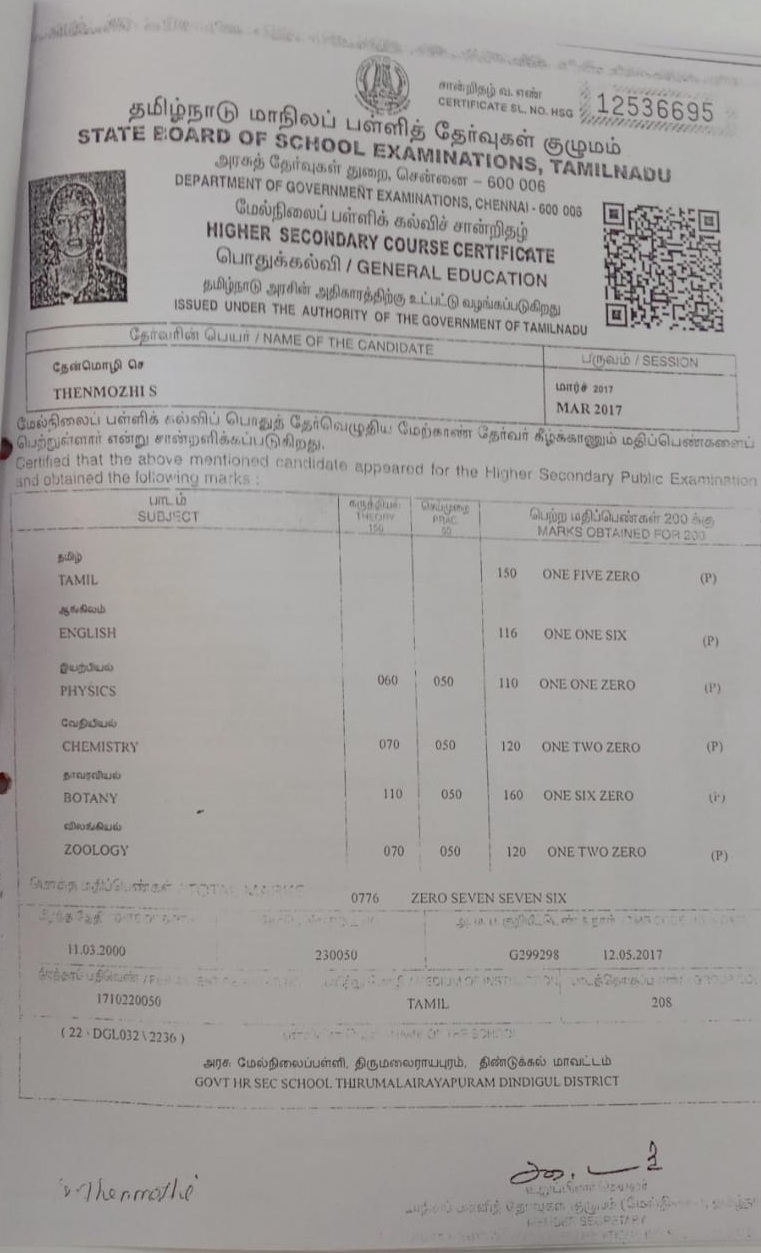 சான்றிதழ் வ. எண்
CERTIFICATE SL. NO. HSG 12536695
தமிழ்நாடு மாநிலப் பள்ளித் தேர்வுகள் குழுமம்
STATE BOARD OF SCHOOL EXAMINATIONS, TAMILNADU
அரசுத் தேர்வுகள் துறை, சென்னை – 600 006
DEPARTMENT OF GOVERNMENT EXAMINATIONS, CHENNAI - 600 006
மேல்நிலைப் பள்ளிக் கல்விச் சான்றிதழ்
HIGHER SECONDARY COURSE CERTIFICATE
பொதுக்கல்வி / GENERAL EDUCATION
தமிழ்நாடு அரசின் அதிகாரத்திற்கு உட்பட்டு வழங்கப்படுகிறது
ISSUED UNDER THE AUTHORITY OF THE GOVERNMENT OF TAMILNADU
தேர்வரின் பெயர் / NAME OF THE CANDIDATE பருவம் / SESSION
தேன்மொழி செ மார்ச் 2017
THENMOZHI S MAR 2017
மேல்நிலைப் பள்ளிக் கல்விப் பொதுத் தேர்வெழுதிய மேற்காண் தேர்வர் கீழ்க்காணும் மதிப்பெண்களைப்
பெற்றுள்ளார் என்று சான்றளிக்கப்படுகிறது.
Certified that the above mentioned candidate appeared for the Higher Secondary Public Examination
and obtained the following marks :
பாடம் கருத்தியல் செய்முறை பெற்ற மதிப்பெண்கள் 200 க்கு
SUBJECT THEORY 150 PRAC 50 MARKS OBTAINED FOR 200
தமிழ்
TAMIL 150 ONE FIVE ZERO (P)
ஆங்கிலம்
ENGLISH 116 ONE ONE SIX (P)
இயற்பியல்
PHYSICS 060 050 110 ONE ONE ZERO (P)
வேதியியல்
CHEMISTRY 070 050 120 ONE TWO ZERO (P)
தாவரவியல்
BOTANY 110 050 160 ONE SIX ZERO (P)
விலங்கியல்
ZOOLOGY 070 050 120 ONE TWO ZERO (P)
மொத்த மதிப்பெண்கள் / TOTAL MARKS 0776 ZERO SEVEN SEVEN SIX
11.03.2000 230050 G299298 12.05.2017
MEDIUM OF INSTRUCTION
1710220050 TAMIL 208
( 22 \ DGL032 \ 2236 ) NAME OF THE SCHOOL
அரசு மேல்நிலைப்பள்ளி, திருமலைராயபுரம், திண்டுக்கல் மாவட்டம்
GOVT HR SEC SCHOOL THIRUMALAIRAYAPURAM DINDIGUL DISTRICT
SECRETARY